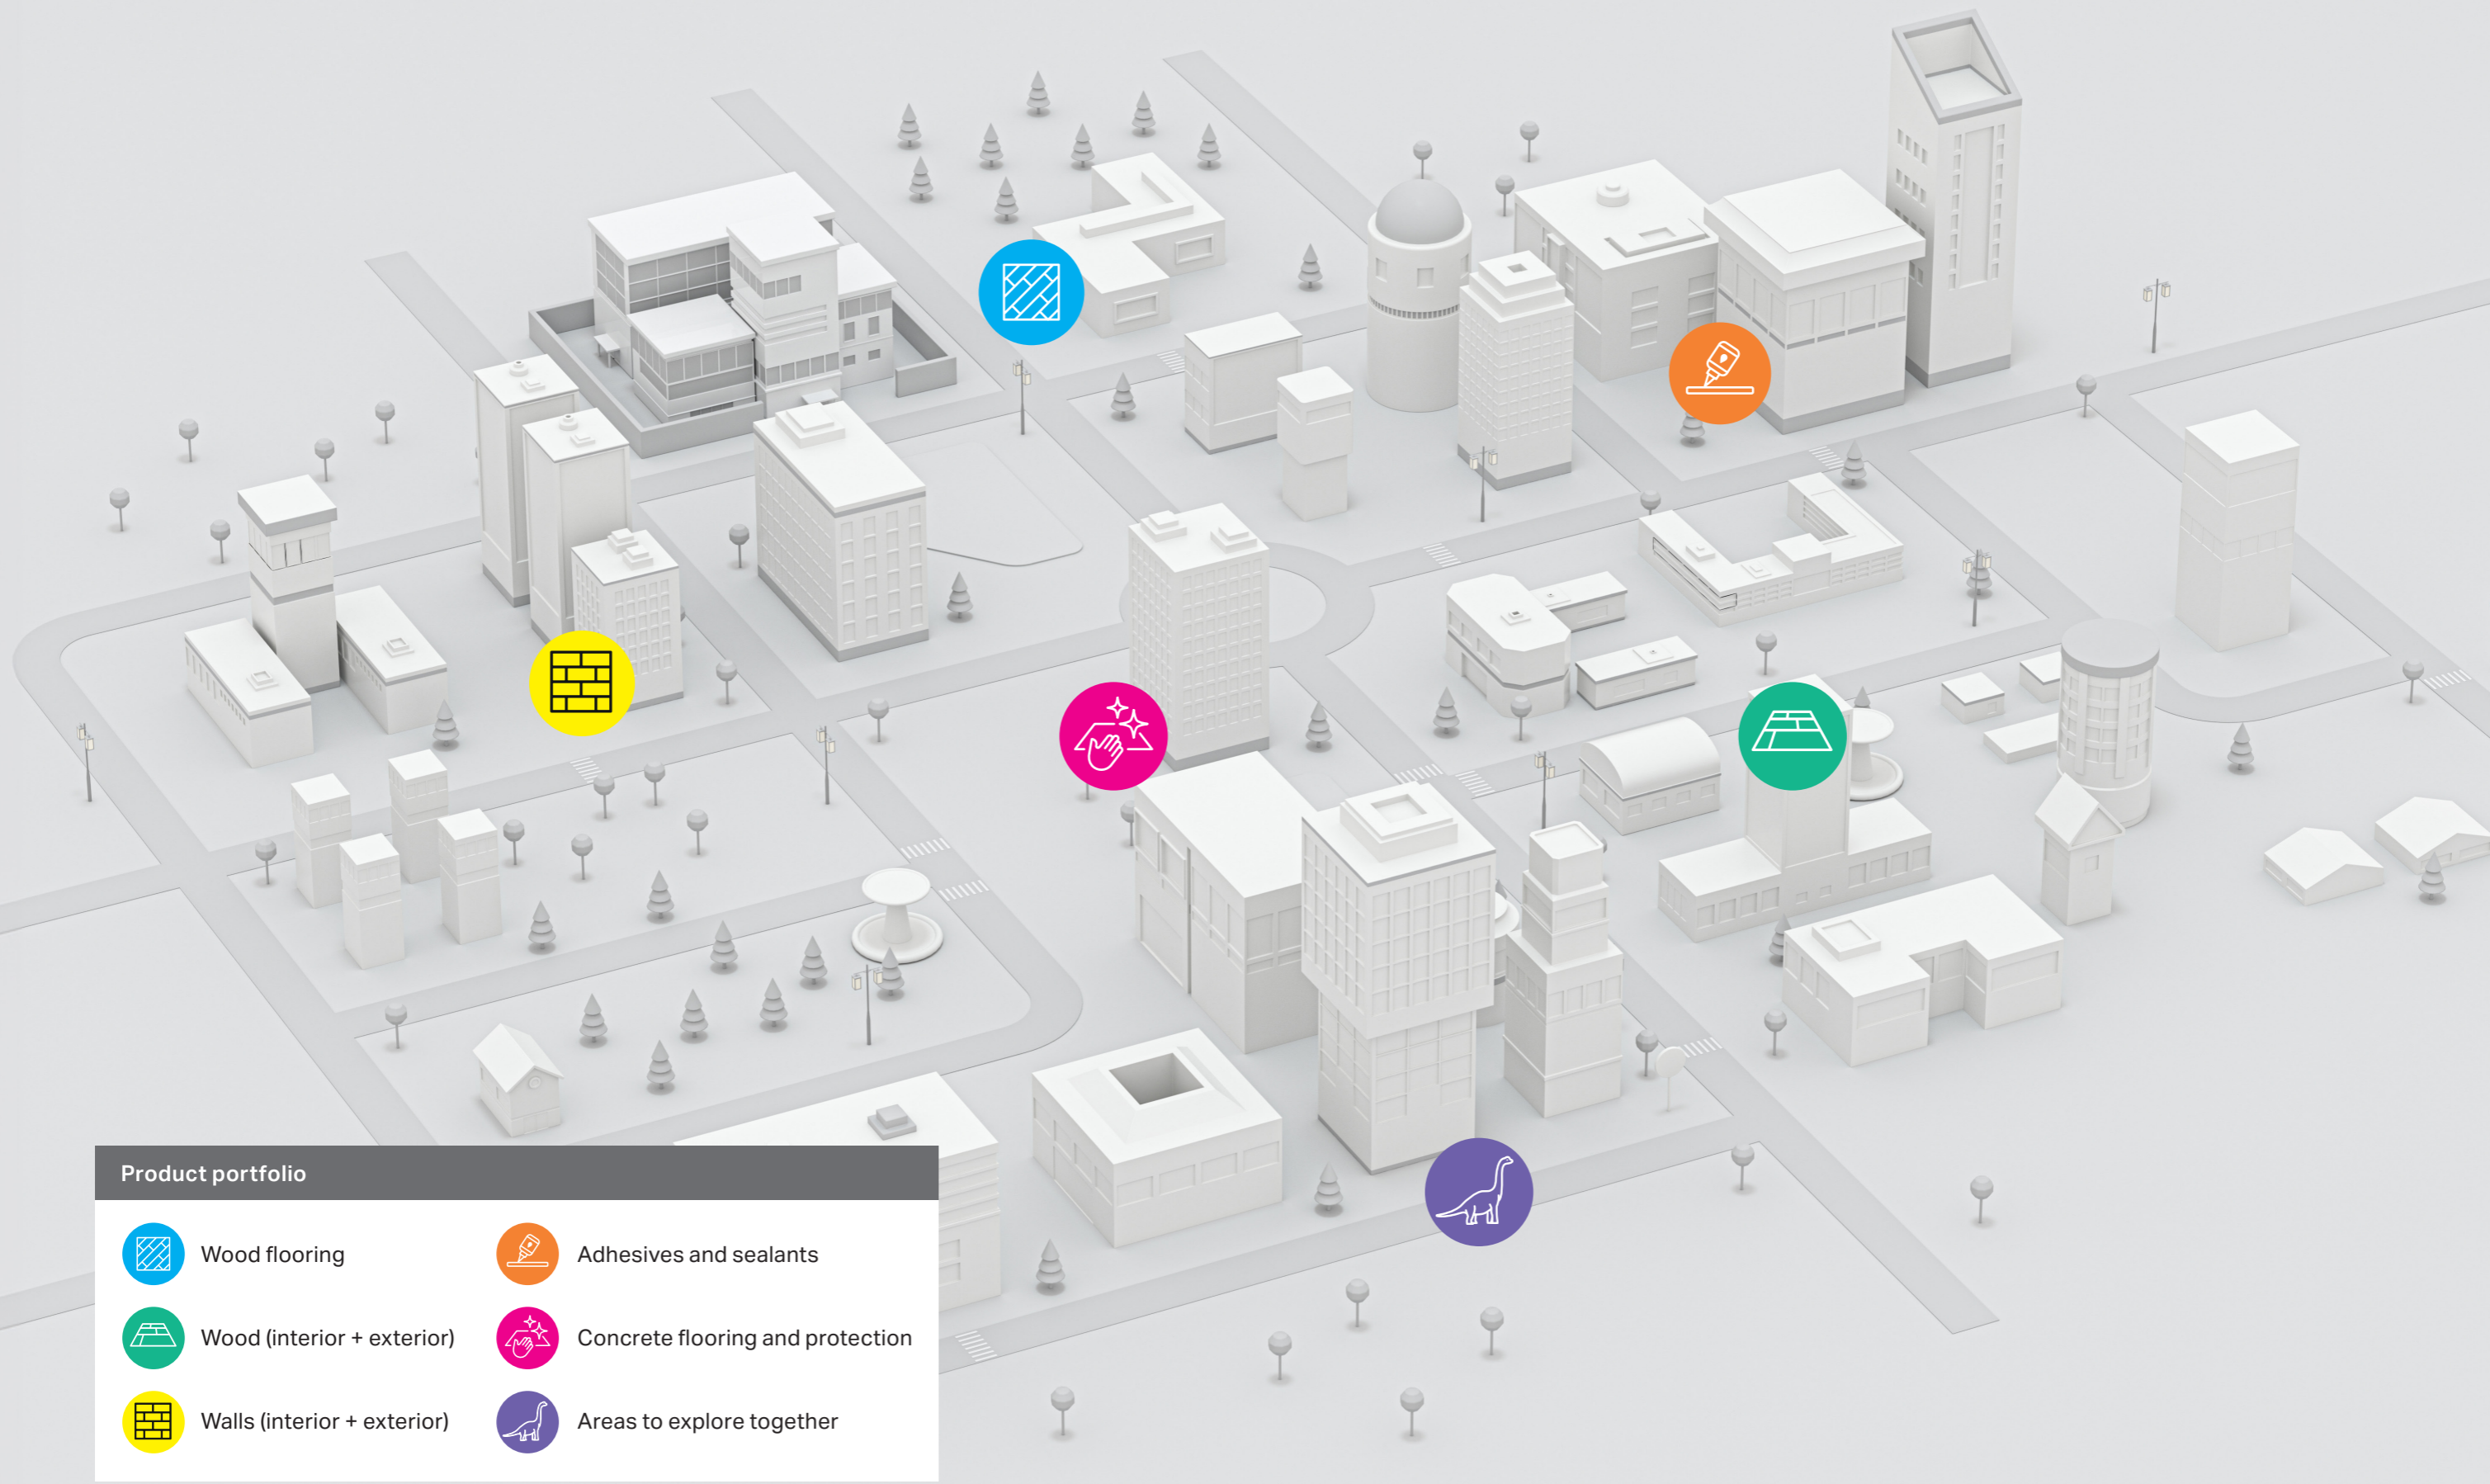 Product portfolio
Wood flooring
Wood (interior + exterior)
Walls (interior + exterior)
Adhesives and sealants
Concrete flooring and protection
Areas to explore together